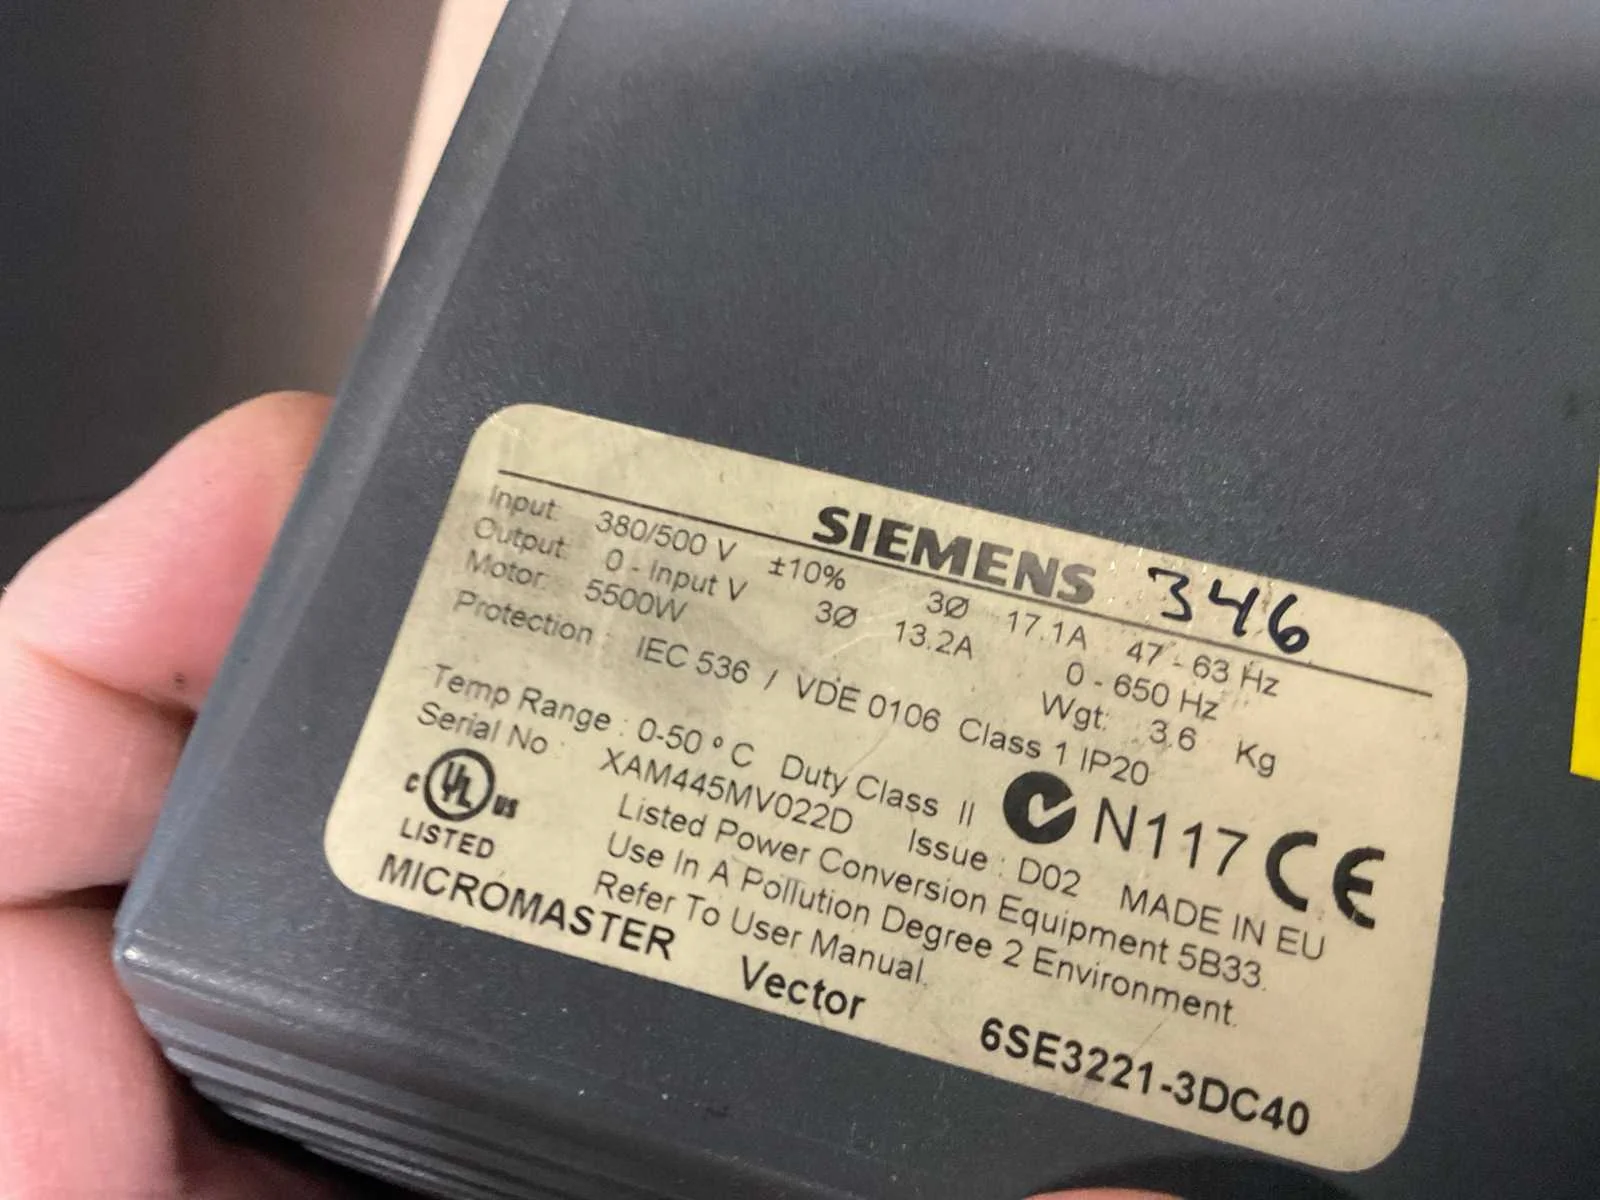 SIEMENS 346
Input: 380/500 V ±10% 3Ø 17.1A 47 - 63 Hz
Output: 0 - Input V 3Ø 13.2A 0 - 650 Hz
Motor: 5500W Wgt: 3.6 Kg
Protection : IEC 536 / VDE 0106 Class 1 IP20
Temp Range : 0-50 °C Duty Class II N117 CE
Serial No : XAM445MV022D Issue : D02 MADE IN EU
c UL US
LISTED
Listed Power Conversion Equipment 5B33.
Use In A Pollution Degree 2 Environment.
Refer To User Manual.
MICROMASTER Vector 6SE3221-3DC40